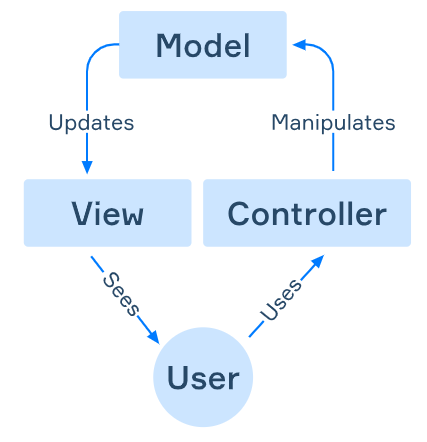 Model
Updates
Manipulates
View
Controller
Sees
Uses
User